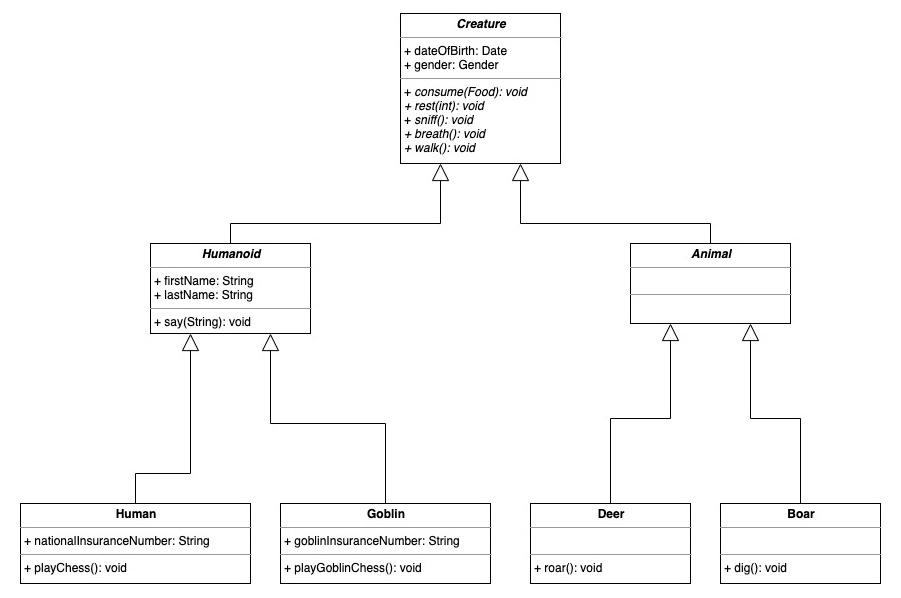 Creature
+ dateOfBirth: Date
+ gender: Gender
+ consume(Food): void
+ rest(int): void
+ sniff(): void
+ breath(): void
+ walk(): void
Humanoid
+ firstName: String
+ lastName: String
+ say(String): void
Animal
Human
+ nationalInsuranceNumber: String
+ playChess(): void
Goblin
+ goblinInsuranceNumber: String
+ playGoblinChess(): void
Deer
+ roar(): void
Boar
+ dig(): void